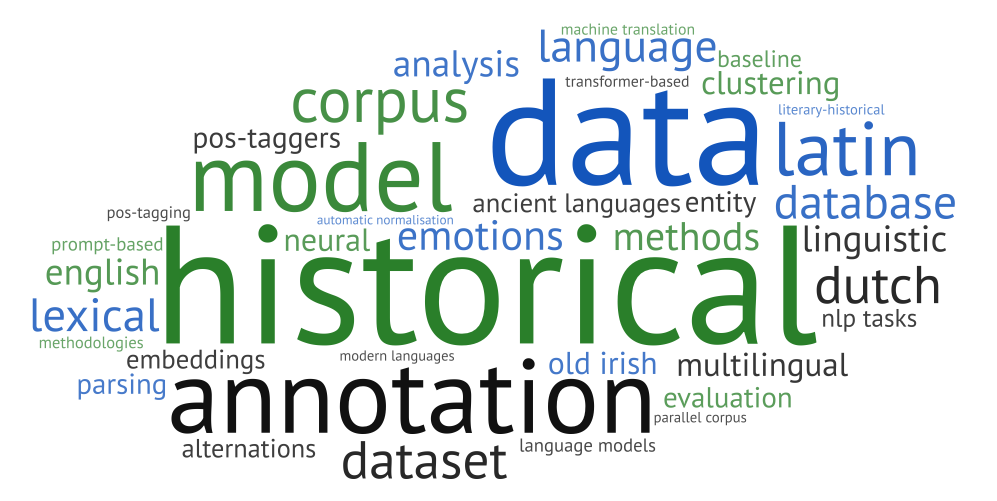 machine translation
language
baseline
analysis
transformer-based
clustering
corpus
data
literary-historical
pos-taggers
latin
model
ancient languages
entity
database
pos-tagging
automatic normalisation
prompt-based
neural
emotions
methods
linguistic
english
historical
dutch
lexical
nlp tasks
methodologies
embeddings
modern languages
old irish
multilingual
parsing
annotation
evaluation
parallel corpus
alternations
dataset
language models